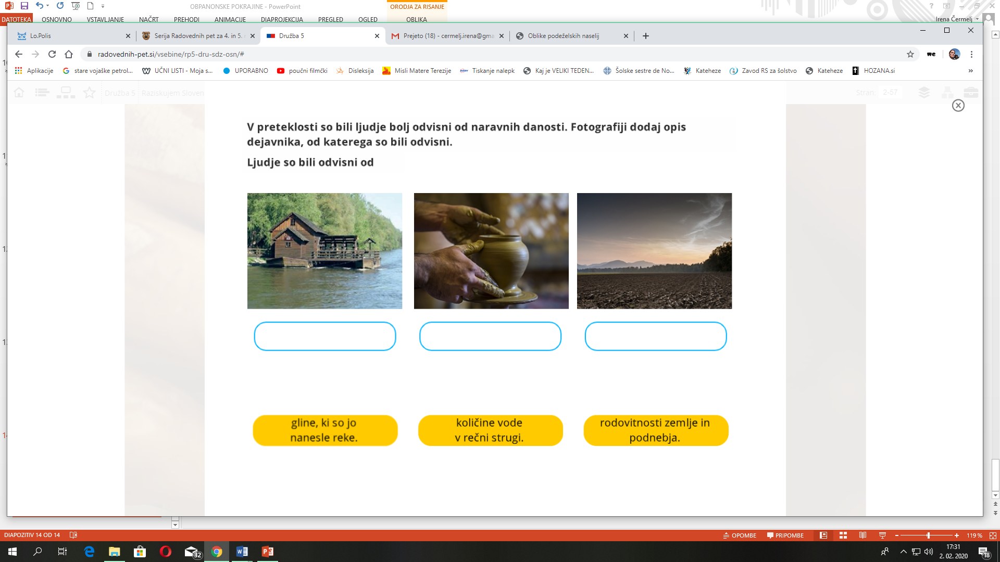 OBPANONSKE POKRAJINE - PowerPoint
ORODJA ZA RISANJE
DATOTEKA OSNOVNO VSTAVLJANJE NAČRT PREHODI ANIMACIJE DIAPROJEKCIJA PREGLED OGLED OBLIKA
Irena Čermelj
Lo.Polis
Serija Radovednih pet za 4. in 5.
Družba 5
Prejeto (18) - cermelj.irena@gma
Oblike podeželskih naselij
radovednih-pet.si/vsebine/rp5-dru-sdz-osn/#
Aplikacije
stare vojaške petrol...
UČNI LISTI - Moja s...
UPORABNO
poučni filmčki
Disleksija
Misli Matere Terezije
Tiskanje nalepk
Kaj je VELIKI TEDEN...
Šolske sestre de No...
Kateheze
Zavod RS za šolstvo
Kateheze
HOZANA.si
»
Družba 5
Raziskujem Sloven
Stran: 2-57
V preteklosti so bili ljudje bolj odvisni od naravnih danosti. Fotografiji dodaj opis
dejavnika, od katerega so bili odvisni.
Ljudje so bili odvisni od
gline, ki so jo
nanesle reke.
količine vode
v rečni strugi.
rodovitnosti zemlje in
podnebja.
DIAPOZITIV 14 OD 14
OPOMBE
PRIPOMBE
119 %
32
17:31
2. 02. 2020
18